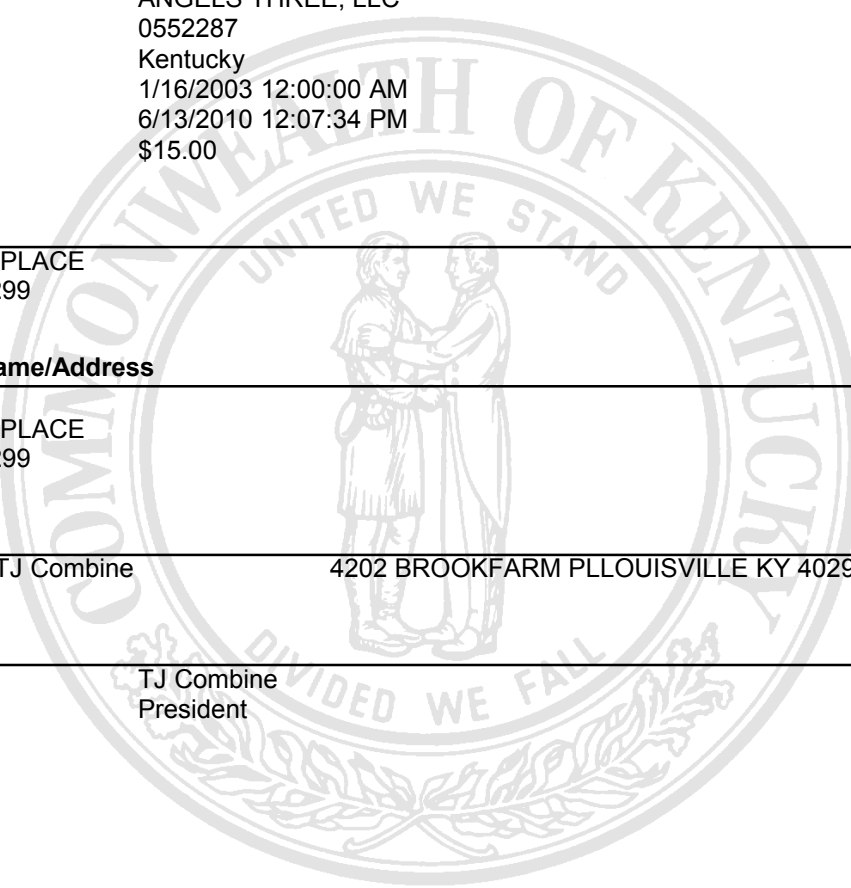 ANGELS THREE, LLC
0552287
Kentucky
1/16/2003 12:00:00 AM
6/13/2010 12:07:34 PM
$15.00
COMMONWEALTH OF KENTUCKY
UNITED WE STAND
PLACE
299
ame/Address
PLACE
299
TJ Combine 4202 BROOKFARM PLLOUISVILLE KY 4029
DIVIDED WE FALL
TJ Combine
President